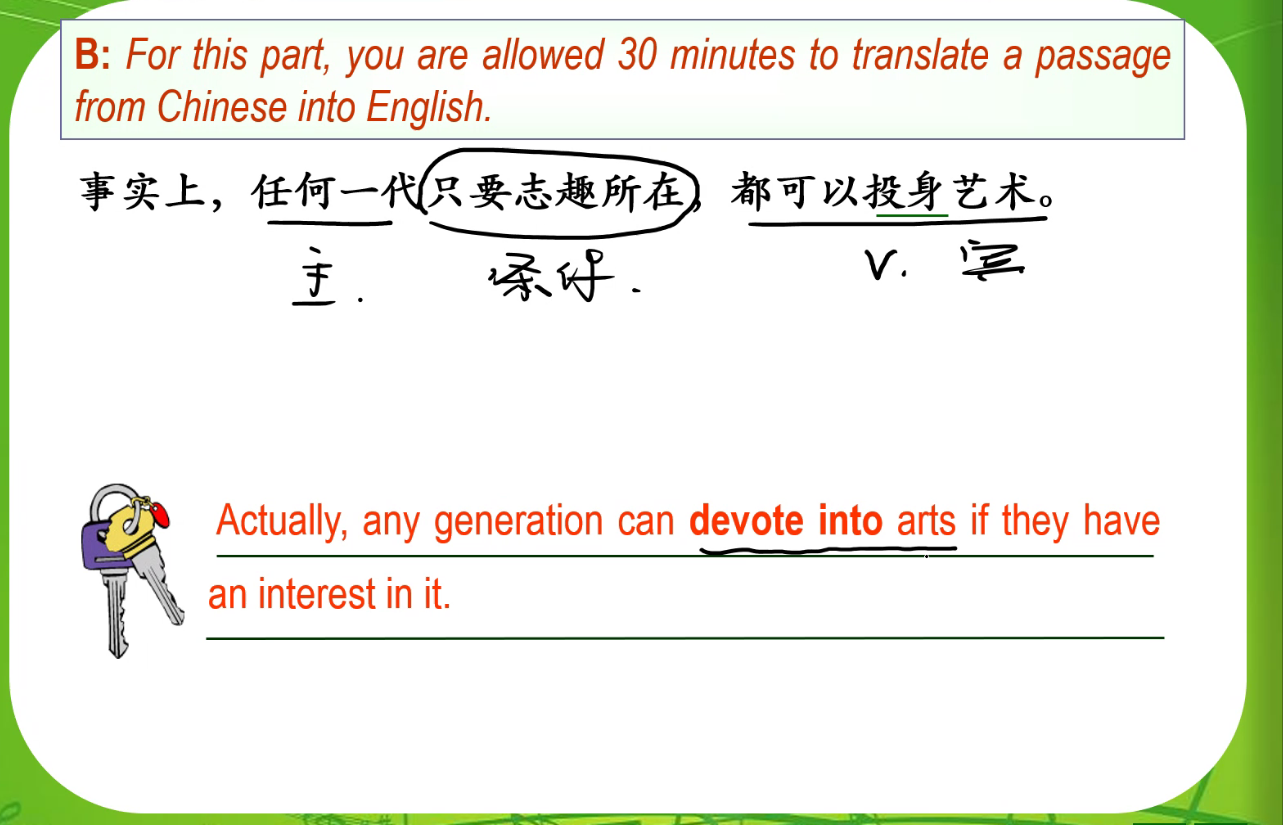 B: For this part, you are allowed 30 minutes to translate a passage
from Chinese into English.
事实上，任何一代只要志趣所在，都可以投身艺术。
主. 条件. v. 宾
Actually, any generation can devote into arts if they have
an interest in it.